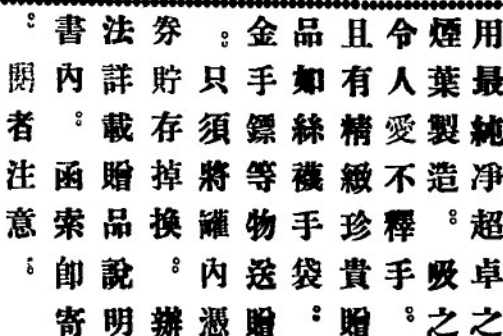 用最純淨超卓之
煙葉製造。吸之
令人愛不釋手。
且有精緻珍貴贈
品如絲襪手袋。
金手鏢等物送贈
。只須將罐內憑
券貯存掉換。辦
法詳載贈品說明
書內。函索即寄
。閱者注意。